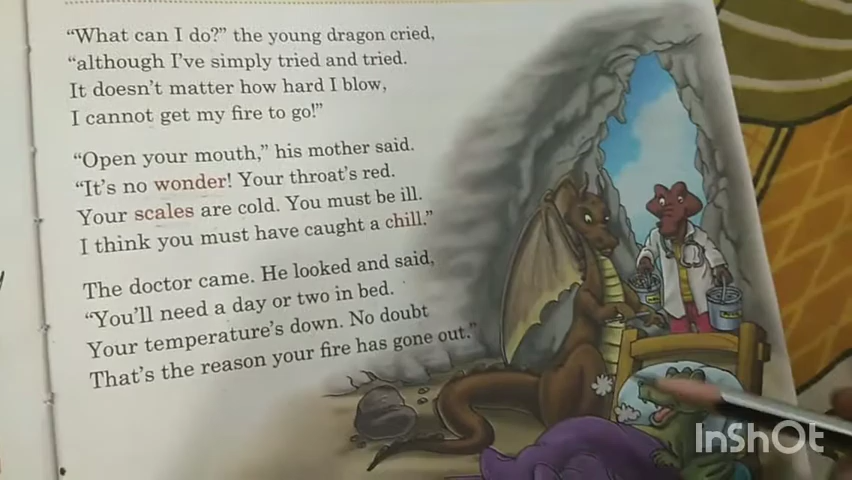 “What can I do?” the young dragon cried,
“although I’ve simply tried and tried.
It doesn’t matter how hard I blow,
I cannot get my fire to go!”
“Open your mouth,” his mother said.
“It’s no wonder! Your throat’s red.
Your scales are cold. You must be ill.
I think you must have caught a chill.”
The doctor came. He looked and said,
“You’ll need a day or two in bed.
Your temperature’s down. No doubt
That’s the reason your fire has gone out.”
InShOt